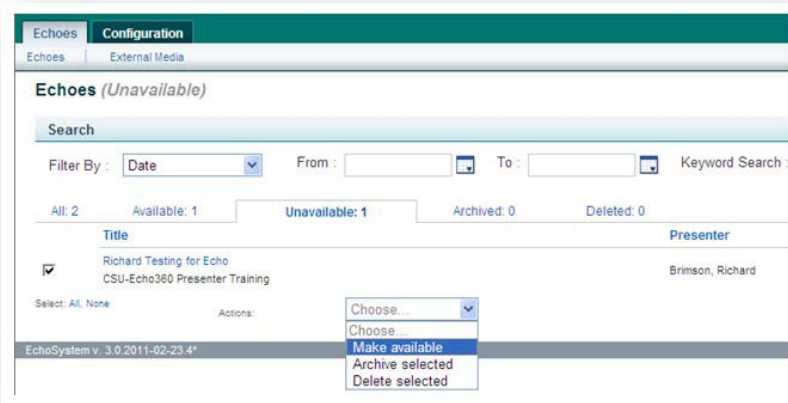 Echoes Configuration
Echoes External Media
Echoes (Unavailable)
Search
Filter By : Date From : To : Keyword Search :
All: 2 Available: 1 Unavailable: 1 Archived: 0 Deleted: 0
Title Presenter
Richard Testing for Echo
CSU-Echo360 Presenter Training Brimson, Richard
Select: All, None Actions: Choose...
Choose...
Make available
EchoSystem v. 3.0.2011-02-23.4*
Archive selected
Delete selected